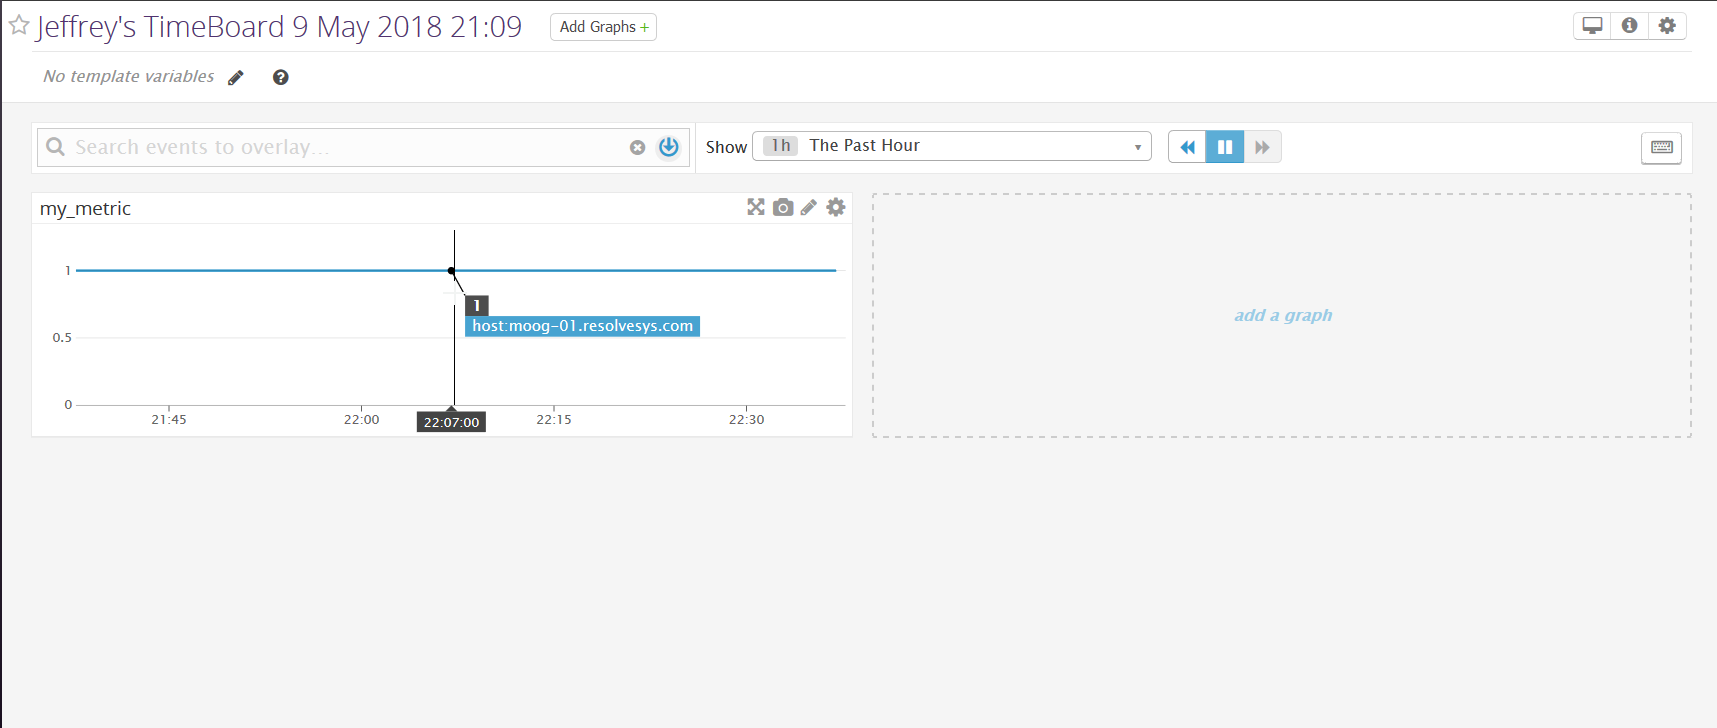 Jeffrey's TimeBoard 9 May 2018 21:09
Add Graphs +
No template variables
Search events to overlay...
Show 1h The Past Hour
my_metric
1
1
host:moog-01.resolvesys.com
0.5
0
21:45 22:00 22:07:00 22:15 22:30
add a graph